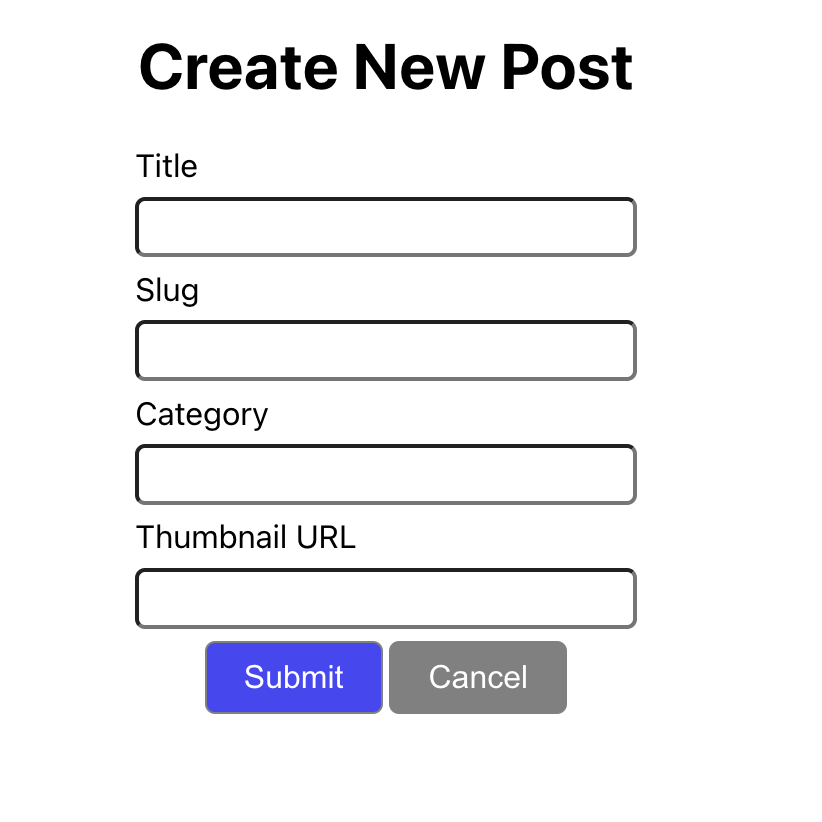 Create New Post
Title
Slug
Category
Thumbnail URL
Submit Cancel